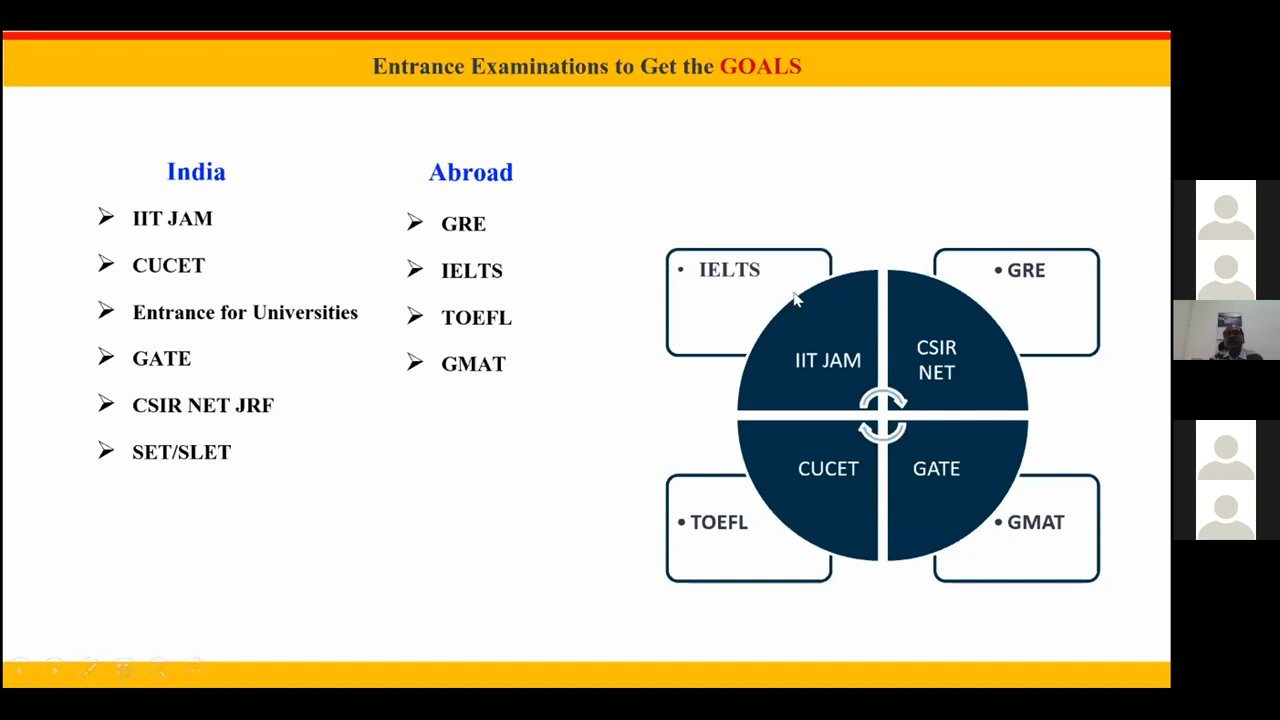 Entrance Examinations to Get the GOALS
India
IIT JAM
CUCET
Entrance for Universities
GATE
CSIR NET JRF
SET/SLET
Abroad
GRE
IELTS
TOEFL
GMAT
• IELTS
• GRE
IIT JAM
CSIR
NET
CUCET
GATE
• TOEFL
• GMAT